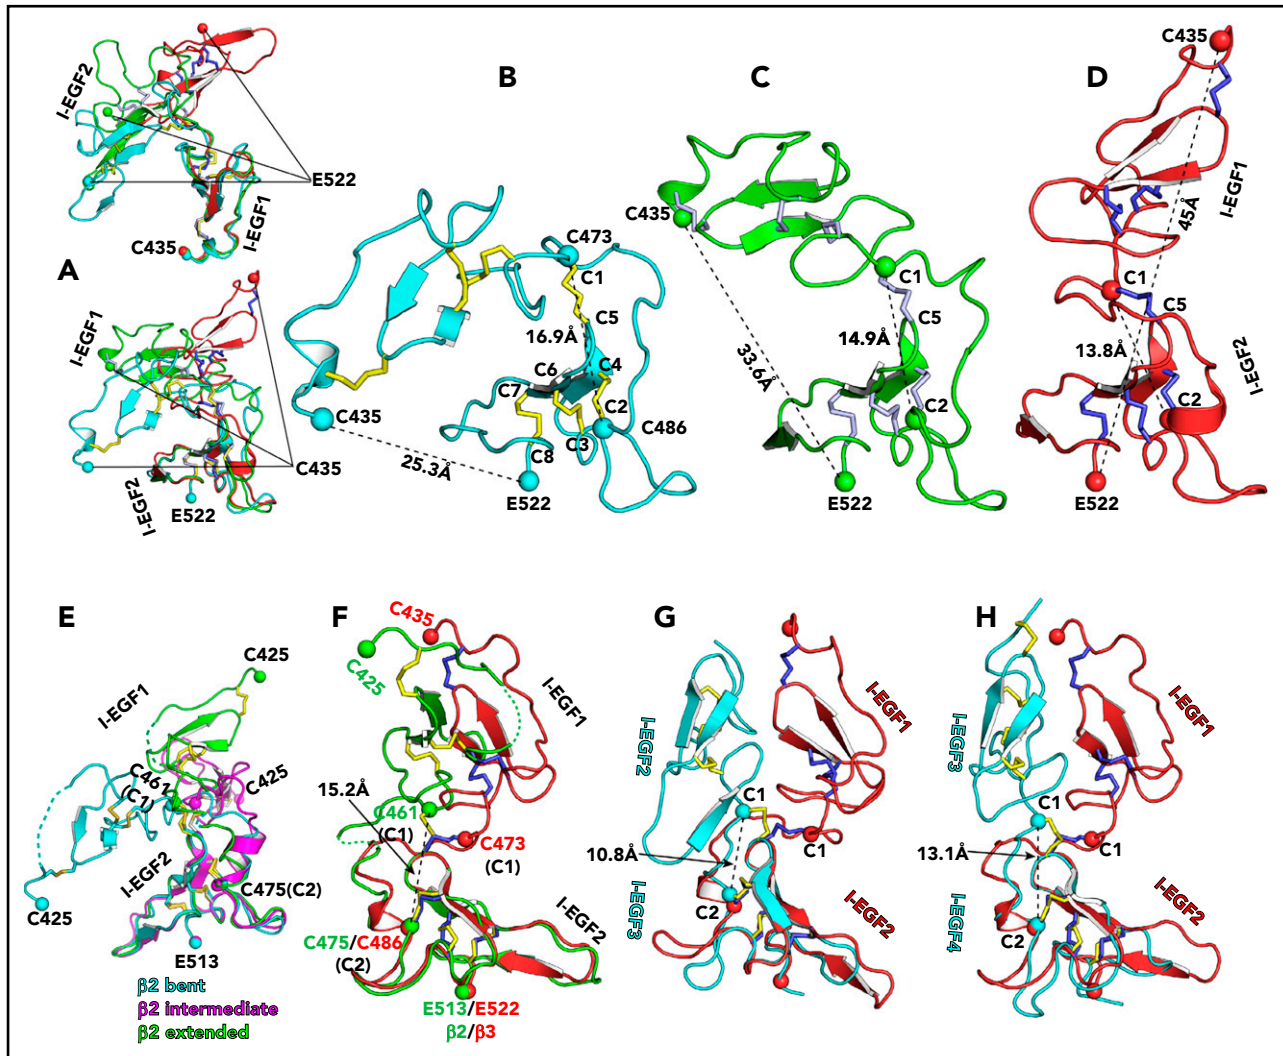 I-EGF2
E522
I-EGF1
C435
A
I-EGF1
C435
I-EGF2
E522
B
C473
C1
C5
16.9Å
C4
C6
C7
C2
C3
C8
C486
C435
25.3Å
E522
C
C435
C1
C5
14.9Å
33.6Å
C2
E522
D
C435
I-EGF1
45Å
C1
C5
13.8Å
I-EGF2
C2
E522
E
C425
I-EGF1
C461
(C1)
C425
I-EGF2
C475(C2)
C425
E513
β2 bent
β2 intermediate
β2 extended
F
C435
C425
I-EGF1
15.2Å
C461
(C1)
C473
(C1)
I-EGF2
C475/C486
(C2)
E513/E522
β2/β3
G
I-EGF1
I-EGF2
C1
C1
10.8Å
C2
I-EGF3
I-EGF2
H
I-EGF1
I-EGF3
C1
C1
13.1Å
C2
I-EGF4
I-EGF2